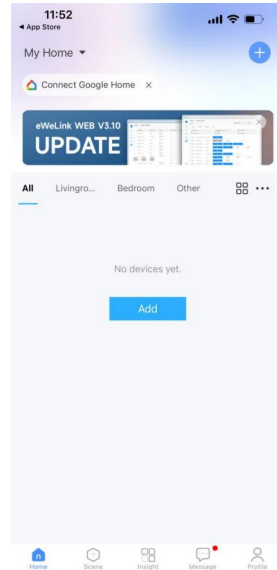 11:52
◄ App Store
My Home
Connect Google Home
eWeLink WEB V3.10
UPDATE
All Livingro... Bedroom Other
No devices yet.
Add
Home Scene Insight Message Profile